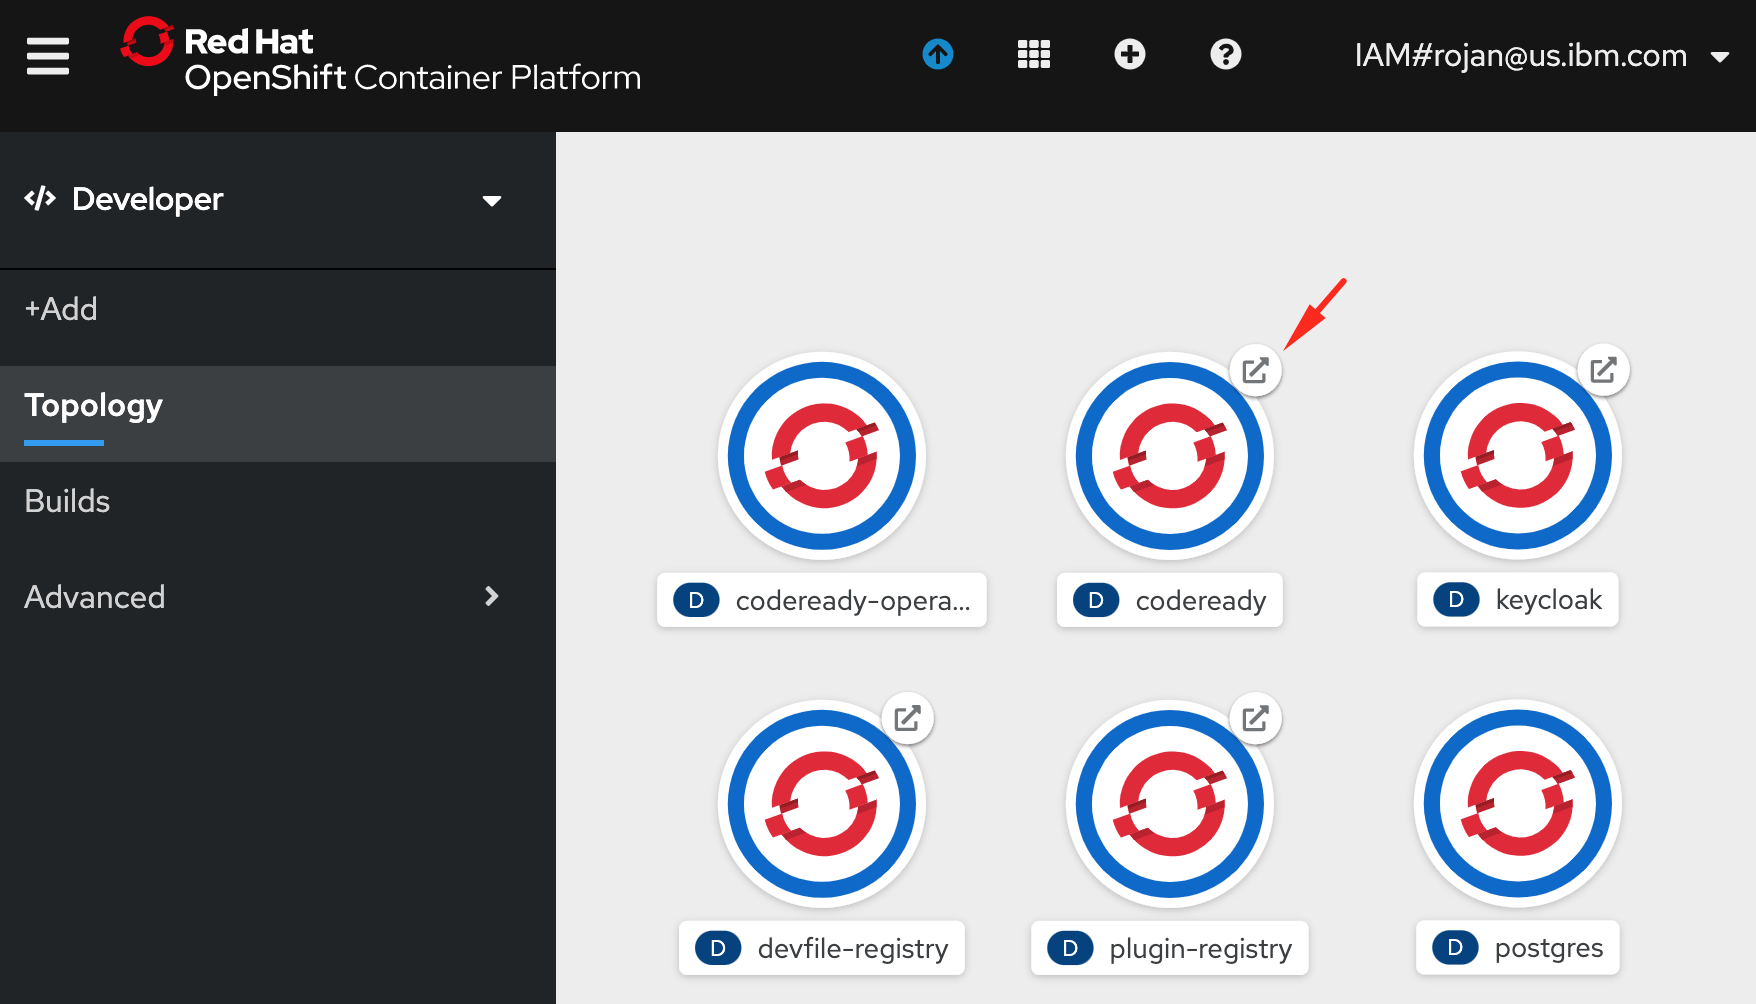 Red Hat
OpenShift Container Platform
IAM#rojan@us.ibm.com
Developer
+Add
Topology
Builds
Advanced
D codeready-opera...
D codeready
D keycloak
D devfile-registry
D plugin-registry
D postgres